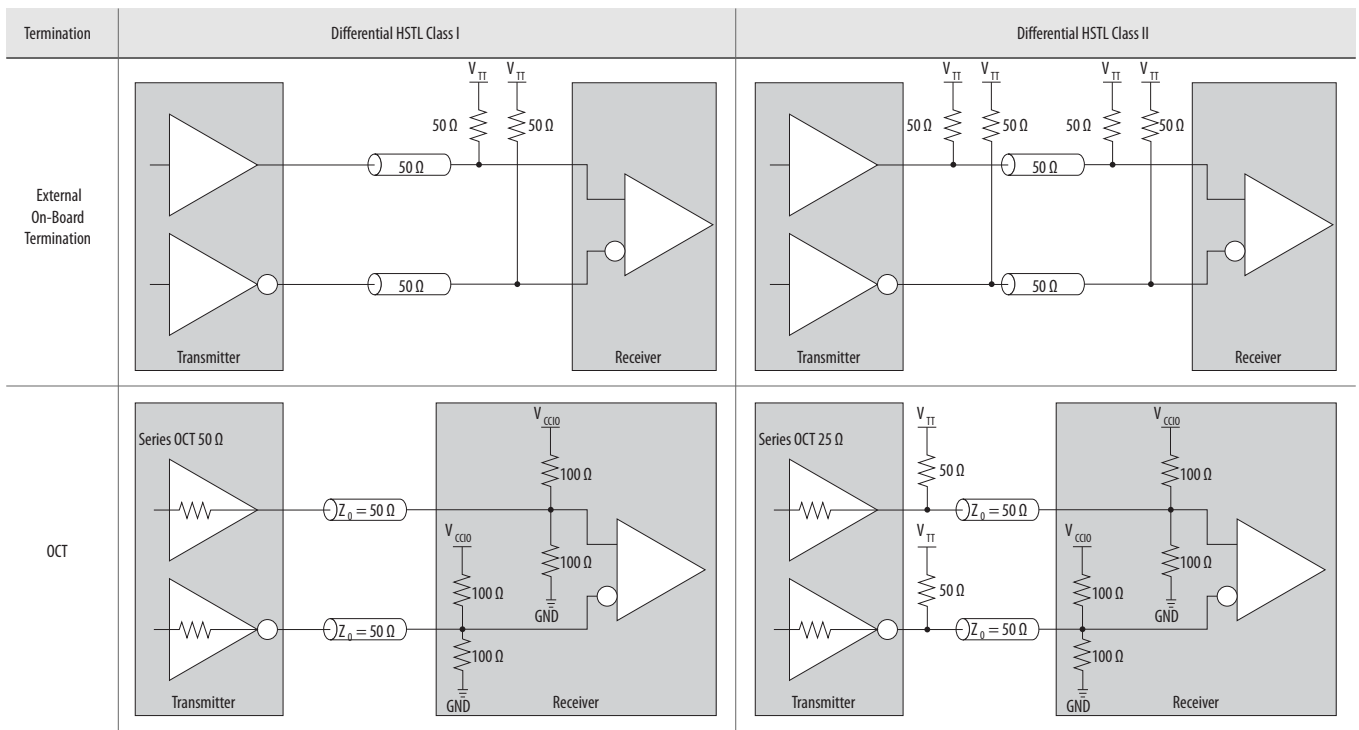 Termination
Differential HSTL Class I
Differential HSTL Class II
External
On-Board
Termination
V_TT
V_TT
50 Ω
50 Ω
50 Ω
50 Ω
Transmitter
Receiver
V_TT
V_TT
V_TT
V_TT
50 Ω
50 Ω
50 Ω
50 Ω
50 Ω
50 Ω
Transmitter
Receiver
OCT
Series OCT 50 Ω
V_CCIO
100 Ω
Z_0 = 50 Ω
V_CCIO
100 Ω
100 Ω
GND
Z_0 = 50 Ω
100 Ω
GND
Transmitter
Receiver
Series OCT 25 Ω
V_TT
50 Ω
V_CCIO
100 Ω
Z_0 = 50 Ω
V_TT
V_CCIO
100 Ω
50 Ω
100 Ω
GND
Z_0 = 50 Ω
100 Ω
GND
Transmitter
Receiver